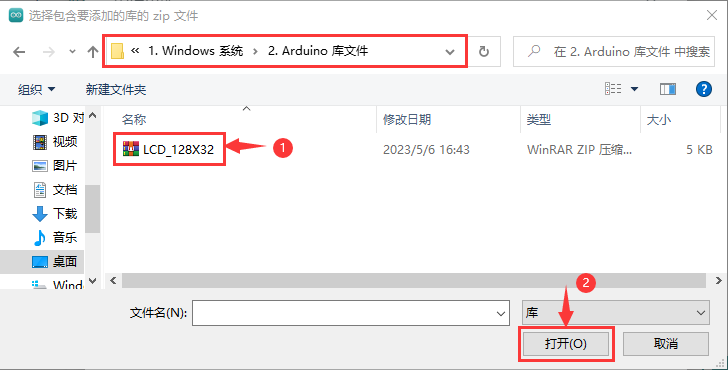 选择包含要添加的库的 zip 文件
« 1. Windows 系统 › 2. Arduino 库文件
在 2. Arduino 库文件 中搜索
组织 新建文件夹
名称 修改日期 类型 大小
3D 对
LCD_128X32 2023/5/6 16:43 WinRAR ZIP 压缩... 5 KB
1
视频
图片
文档
下载
音乐
桌面
Wind
2
文件名(N): 库
打开(O) 取消